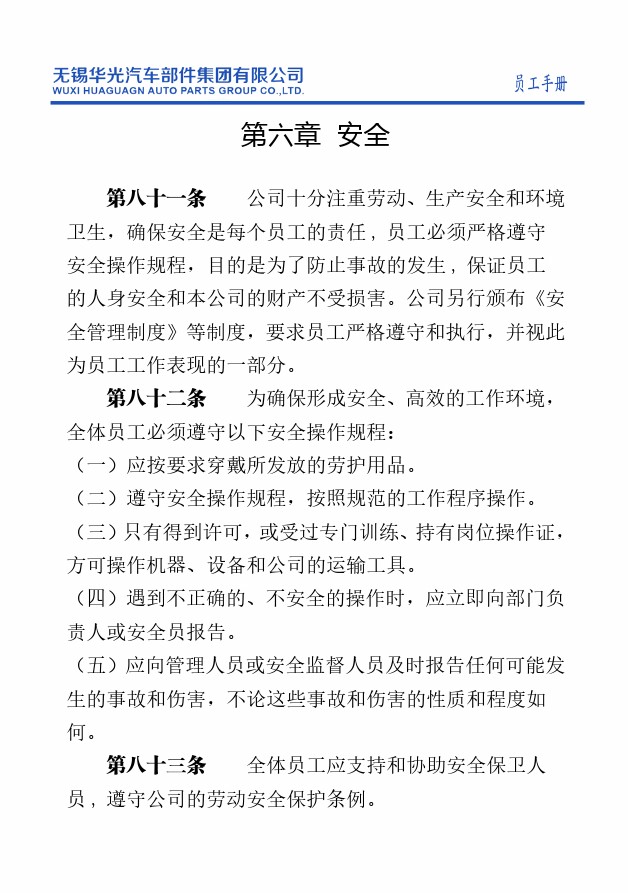 无锡华光汽车部件集团有限公司
WUXI HUAGUAGN AUTO PARTS GROUP CO.,LTD.
员工手册
第六章 安全
第八十一条 公司十分注重劳动、生产安全和环境
卫生，确保安全是每个员工的责任，员工必须严格遵守
安全操作规程，目的是为了防止事故的发生，保证员工
的人身安全和本公司的财产不受损害。公司另行颁布《安
全管理制度》等制度，要求员工严格遵守和执行，并视此
为员工工作表现的一部分。
第八十二条 为确保形成安全、高效的工作环境，
全体员工必须遵守以下安全操作规程：
（一）应按要求穿戴所发放的劳护用品。
（二）遵守安全操作规程，按照规范的工作程序操作。
（三）只有得到许可，或受过专门训练、持有岗位操作证，
方可操作机器、设备和公司的运输工具。
（四）遇到不正确的、不安全的操作时，应立即向部门负
责人或安全员报告。
（五）应向管理人员或安全监督人员及时报告任何可能发
生的事故和伤害，不论这些事故和伤害的性质和程度如
何。
第八十三条 全体员工应支持和协助安全保卫人
员，遵守公司的劳动安全保护条例。